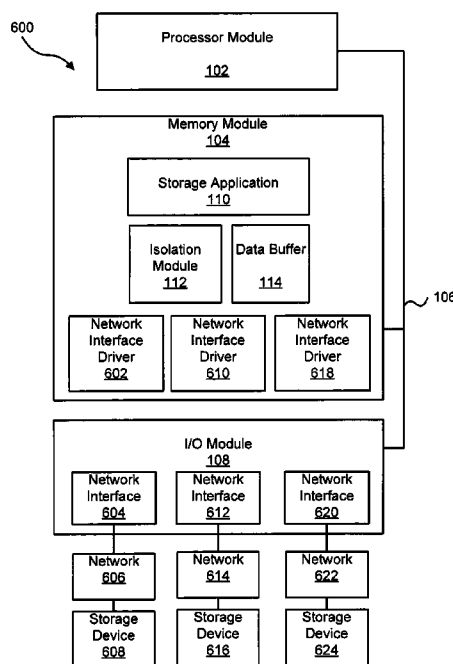 600
Processor Module
102
Memory Module
104
Storage Application
110
Isolation
Module
112
Data Buffer
114
106
Network
Interface
Driver
602
Network
Interface
Driver
610
Network
Interface
Driver
618
I/O Module
108
Network
Interface
604
Network
Interface
612
Network
Interface
620
Network
606
Network
614
Network
622
Storage
Device
608
Storage
Device
616
Storage
Device
624